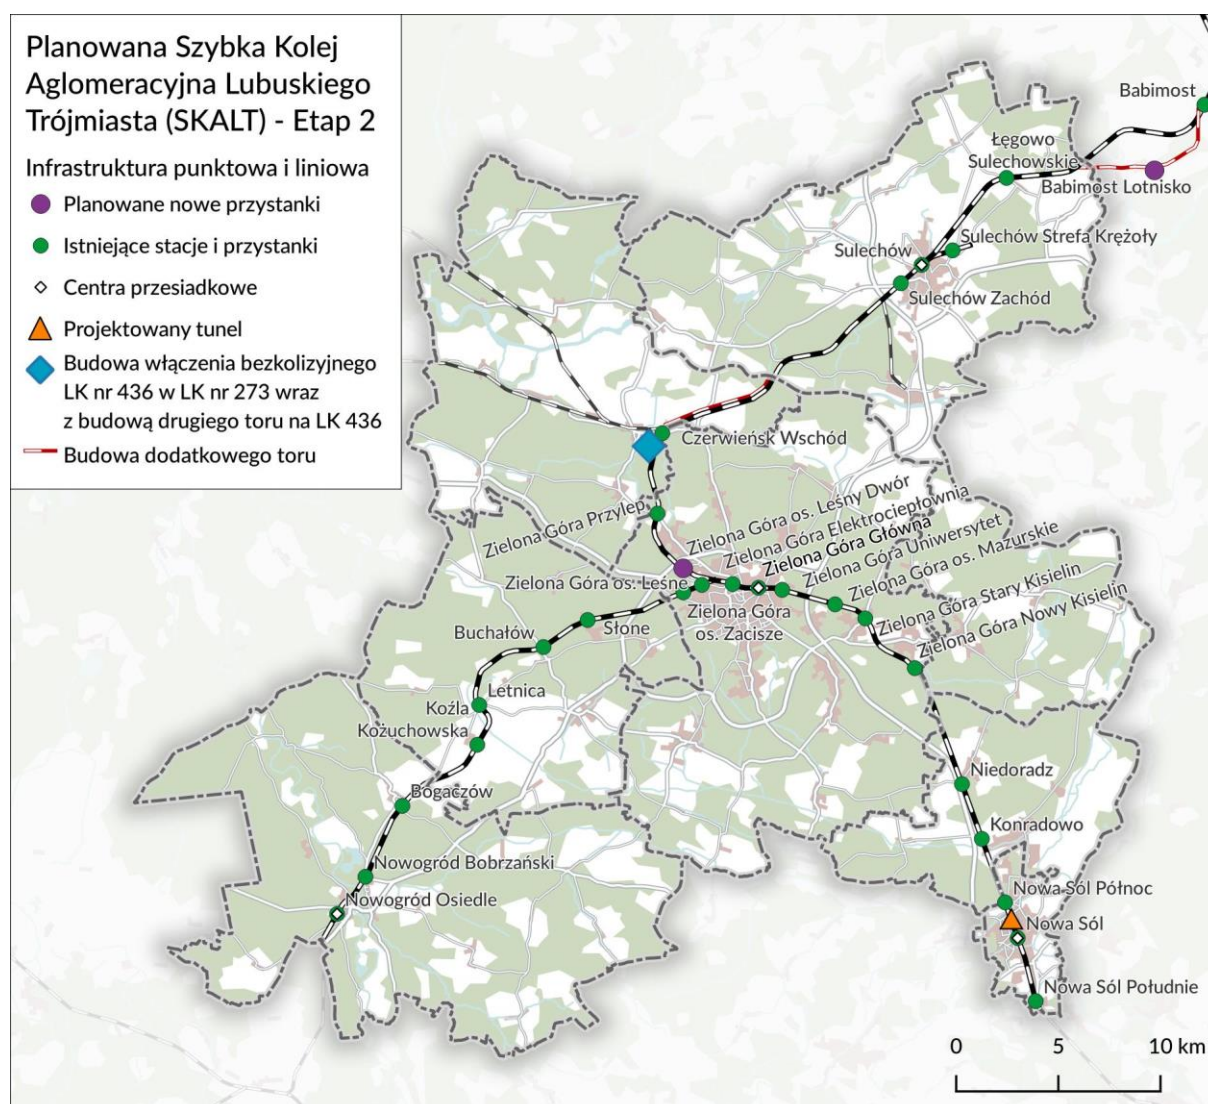 Planowana Szybka Kolej
Aglomeracyjna Lubuskiego
Trójmiasta (SKALT) - Etap 2
Infrastruktura punktowa i liniowa
Planowane nowe przystanki
Istniejące stacje i przystanki
Centra przesiadkowe
Projektowany tunel
Budowa włączenia bezkolizyjnego
LK nr 436 w LK nr 273 wraz
z budową drugiego toru na LK 436
Budowa dodatkowego toru
Babimost
Łęgowo
Sulechowskie
Babimost Lotnisko
Sulechów Strefa Krężoły
Sulechów
Sulechów Zachód
Czerwieńsk Wschód
Zielona Góra Przylep
Zielona Góra os. Leśny Dwór
Zielona Góra Elektrociepłownia
Zielona Góra Główna
Zielona Góra Uniwersytet
Zielona Góra os. Mazurskie
Zielona Góra Stary Kisielin
Zielona Góra Nowy Kisielin
Zielona Góra os. Leśne
Zielona Góra
os. Zacisze
Słone
Buchałów
Letnica
Koźla
Kożuchowska
Bogaczów
Nowogród Bobrzański
Nowogród Osiedle
Niedoradz
Konradowo
Nowa Sól Północ
Nowa Sól
Nowa Sól Południe
0 5 10 km